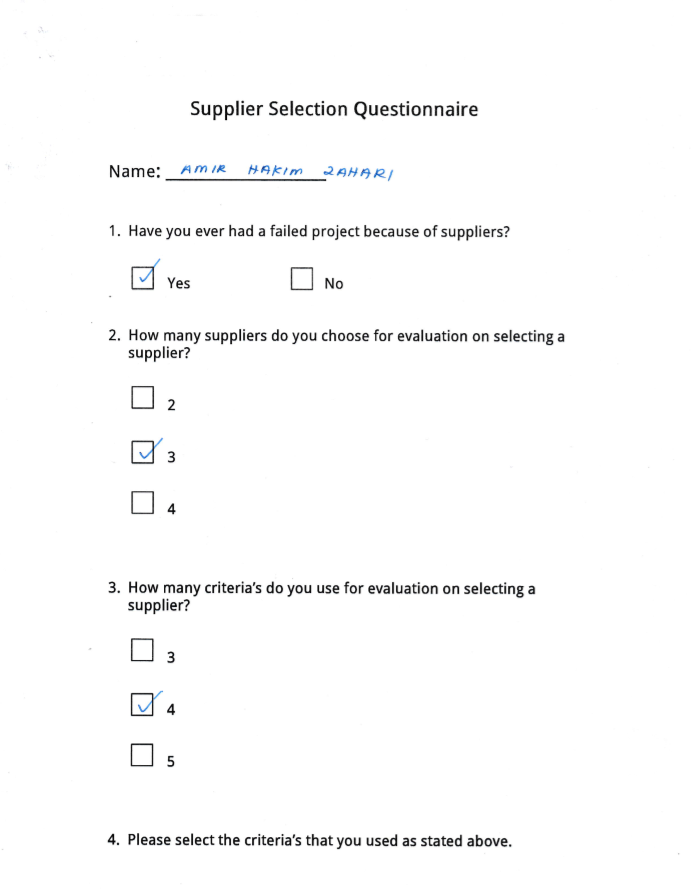 Supplier Selection Questionnaire
Name: AMIR HAKIM ZAHARI
1. Have you ever had a failed project because of suppliers?
Yes No
2. How many suppliers do you choose for evaluation on selecting a
supplier?
2
3
4
3. How many criteria's do you use for evaluation on selecting a
supplier?
3
4
5
4. Please select the criteria's that you used as stated above.